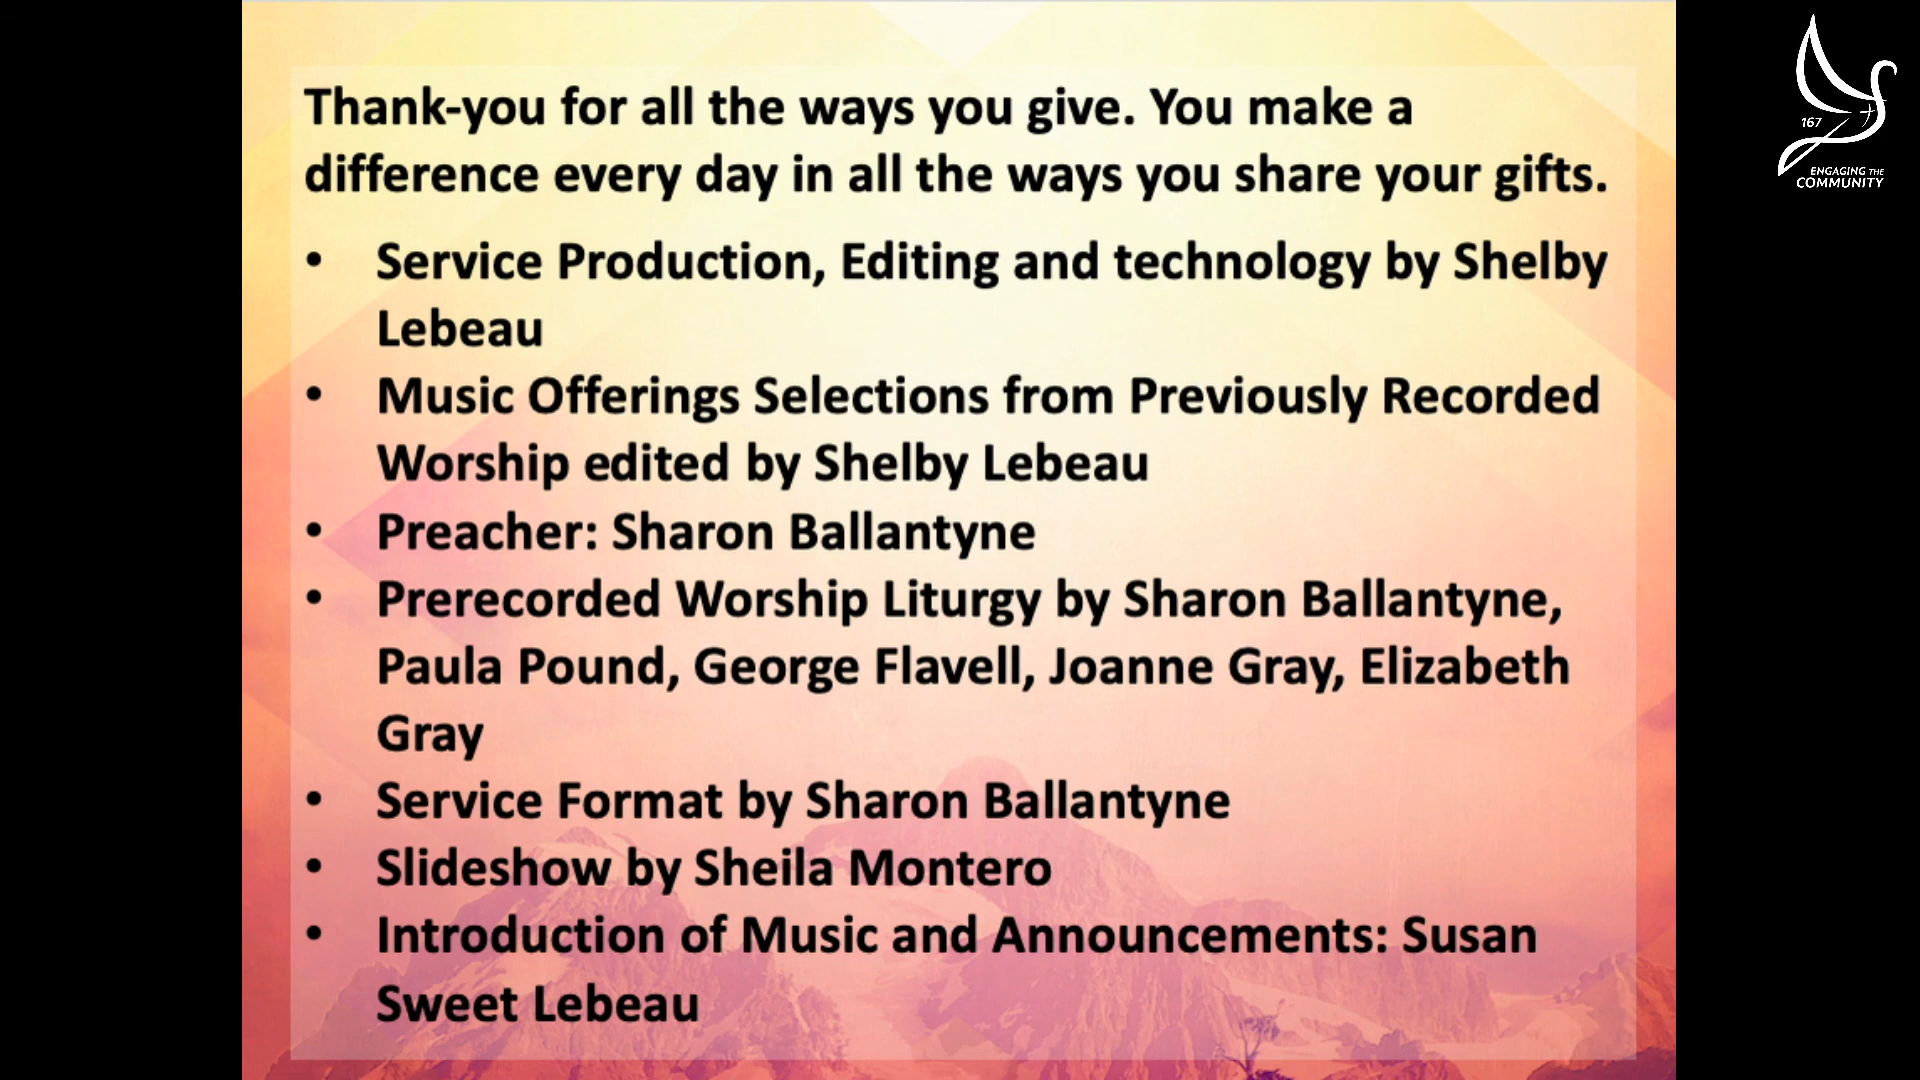 Thank-you for all the ways you give. You make a
difference every day in all the ways you share your gifts.
• Service Production, Editing and technology by Shelby
Lebeau
• Music Offerings Selections from Previously Recorded
Worship edited by Shelby Lebeau
• Preacher: Sharon Ballantyne
• Prerecorded Worship Liturgy by Sharon Ballantyne,
Paula Pound, George Flavell, Joanne Gray, Elizabeth
Gray
• Service Format by Sharon Ballantyne
• Slideshow by Sheila Montero
• Introduction of Music and Announcements: Susan
Sweet Lebeau
167
ENGAGING THE
COMMUNITY